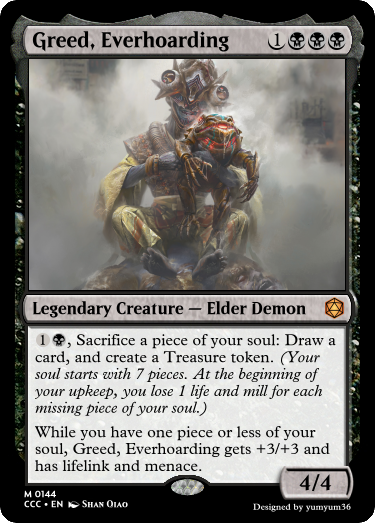 Greed, Everhoarding 1
Legendary Creature — Elder Demon
1, Sacrifice a piece of your soul: Draw a
card, and create a Treasure token. (Your
soul starts with 7 pieces. At the beginning
of your upkeep, you lose 1 life and mill for each
missing piece of your soul.)
While you have one piece or less of your
soul, Greed, Everhoarding gets +3/+3 and
has lifelink and menace.
4/4
M 0144
CCC • EN SHAN QIAO
Designed by yumyum36